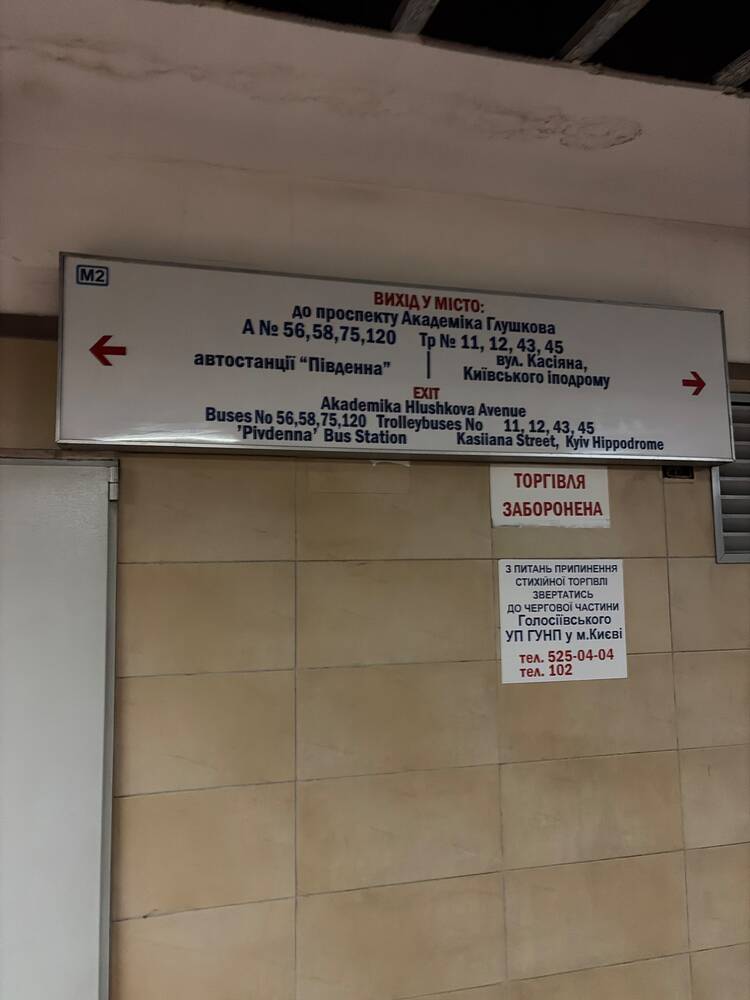 M2
ВИХІД У МІСТО:
до проспекту Академіка Глушкова
А № 56,58,75,120 Тр № 11, 12, 43, 45
автостанції "Південна"
вул. Касіяна,
Київського іподрому
EXIT
Akademika Hlushkova Avenue
Buses No 56,58,75,120 Trolleybuses No 11, 12, 43, 45
'Pivdenna' Bus Station Kasiiana Street, Kyiv Hippodrome
ТОРГІВЛЯ
ЗАБОРОНЕНА
З ПИТАНЬ ПРИПИНЕННЯ
СТИХІЙНОЇ ТОРГІВЛІ
ЗВЕРТАТИСЬ
ДО ЧЕРГОВОЇ ЧАСТИНИ
Голосіївського
УП ГУНП у м.Києві
тел. 525-04-04
тел. 102